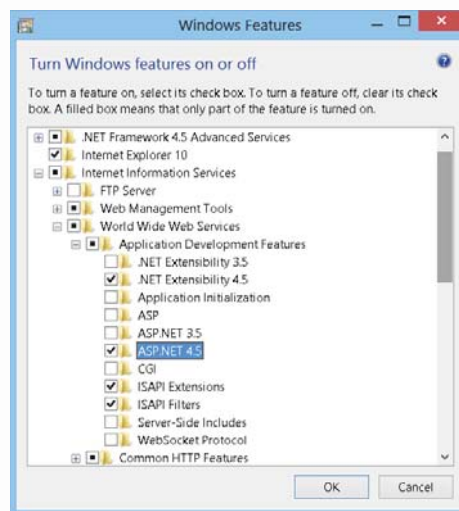 Windows Features
Turn Windows features on or off
To turn a feature on, select its check box. To turn a feature off, clear its check
box. A filled box means that only part of the feature is turned on.
.NET Framework 4.5 Advanced Services
Internet Explorer 10
Internet Information Services
FTP Server
Web Management Tools
World Wide Web Services
Application Development Features
.NET Extensibility 3.5
.NET Extensibility 4.5
Application Initialization
ASP
ASP.NET 3.5
ASP.NET 4.5
CGI
ISAPI Extensions
ISAPI Filters
Server-Side Includes
WebSocket Protocol
Common HTTP Features
OK Cancel